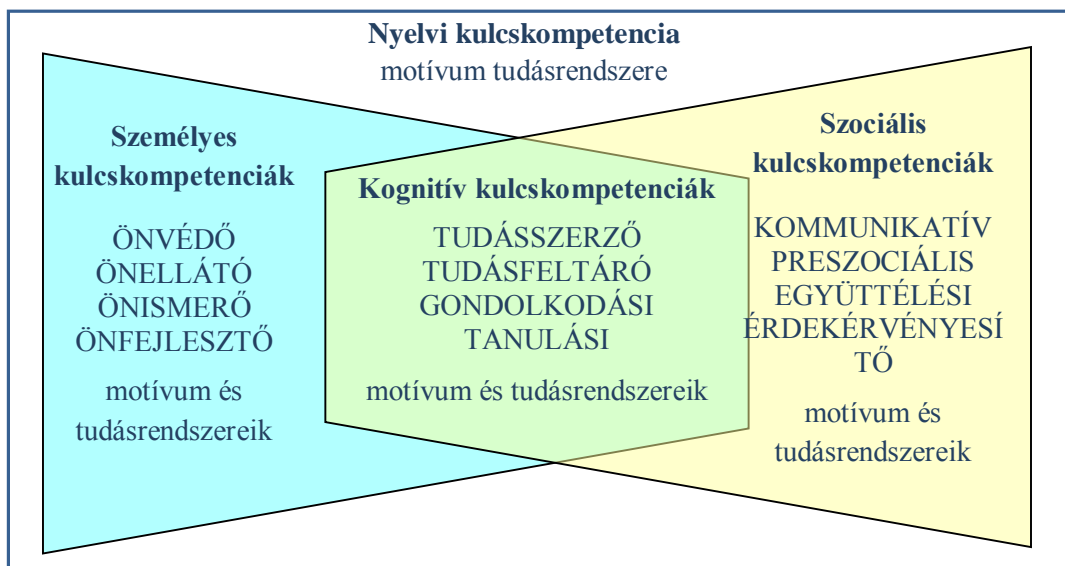 Nyelvi kulcskompetencia
motívum tudásrendszere
Személyes
kulcskompetenciák
ÖNVÉDŐ
ÖNELLÁTÓ
ÖNISMERŐ
ÖNFEJLESZTŐ
motívum és
tudásrendszereik
Kognitív kulcskompetenciák
TUDÁSSZERZŐ
TUDÁSFELTÁRÓ
GONDOLKODÁSI
TANULÁSI
motívum és tudásrendszereik
Szociális
kulcskompetenciák
KOMMUNIKATÍV
PRESZOCIÁLIS
EGYÜTTÉLÉSI
ÉRDEKÉRVÉNYESÍ
TŐ
motívum és
tudásrendszereik